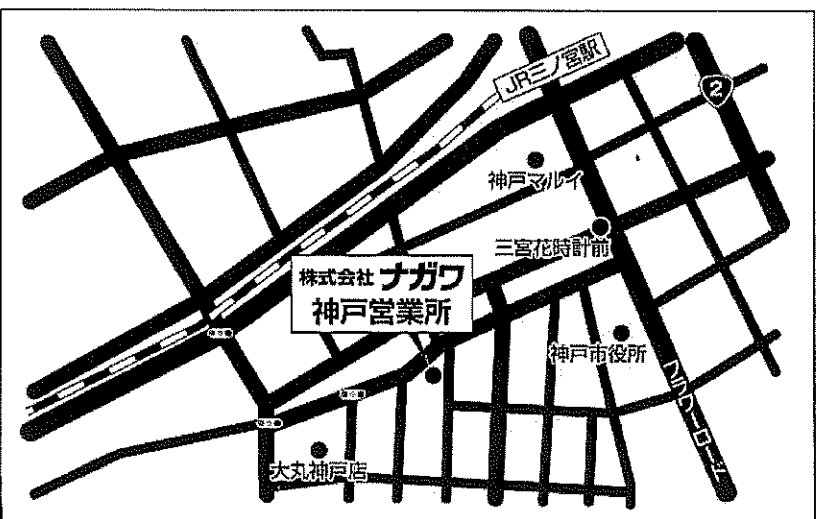 JR三ノ宮駅
2
神戸マルイ
三宮花時計前
株式会社 ナガワ
神戸営業所
神戸市役所
フラワーロード
大丸神戸店